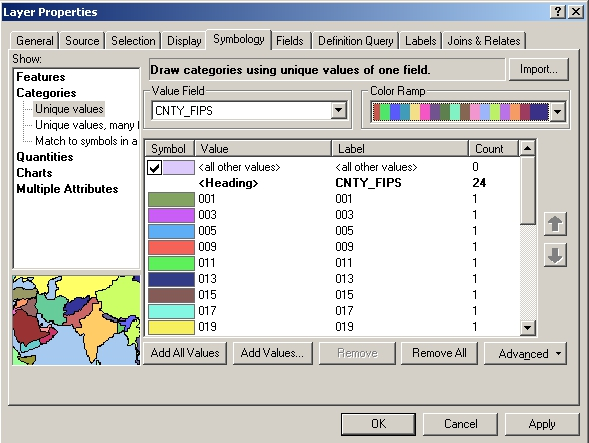 Layer Properties
General Source Selection Display Symbology Fields Definition Query Labels Joins & Relates
Show:
Features
Categories
Unique values
Unique values, many
Match to symbols in a
Quantities
Charts
Multiple Attributes
Draw categories using unique values of one field.
Import...
Value Field
CNTY_FIPS
Color Ramp
Symbol Value Label Count
<all other values> <all other values> 0
<Heading> CNTY_FIPS 24
001 001 1
003 003 1
005 005 1
009 009 1
011 011 1
013 013 1
015 015 1
017 017 1
019 019 1
Add All Values Add Values... Remove Remove All Advanced
OK Cancel Apply